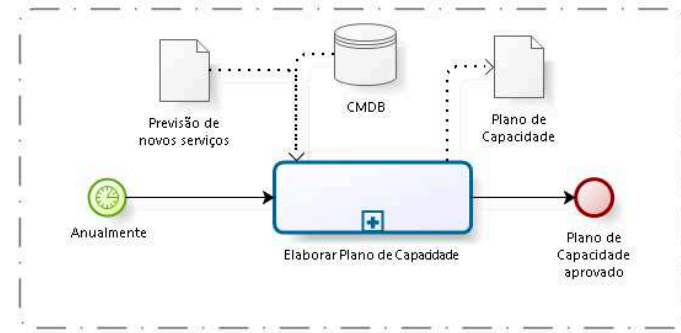 Previsão de
novos serviços
CMDB
Plano de
Capacidade
Anualmente
Elaborar Plano de Capacidade
Plano de
Capacidade
aprovado